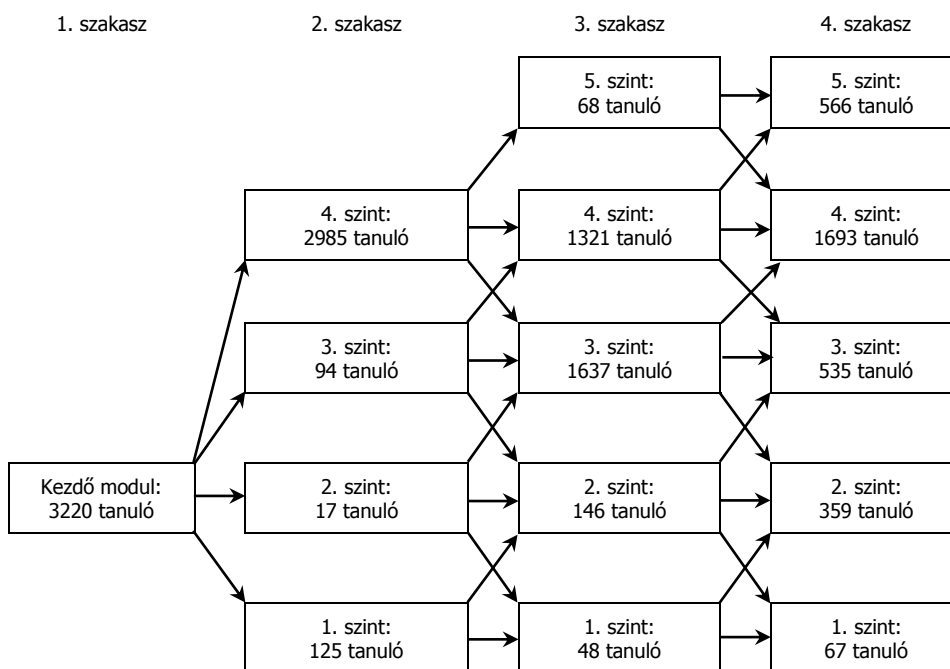 1. szakasz
2. szakasz
3. szakasz
4. szakasz
5. szint:
68 tanuló
5. szint:
566 tanuló
4. szint:
2985 tanuló
4. szint:
1321 tanuló
4. szint:
1693 tanuló
3. szint:
94 tanuló
3. szint:
1637 tanuló
3. szint:
535 tanuló
Kezdő modul:
3220 tanuló
2. szint:
17 tanuló
2. szint:
146 tanuló
2. szint:
359 tanuló
1. szint:
125 tanuló
1. szint:
48 tanuló
1. szint:
67 tanuló